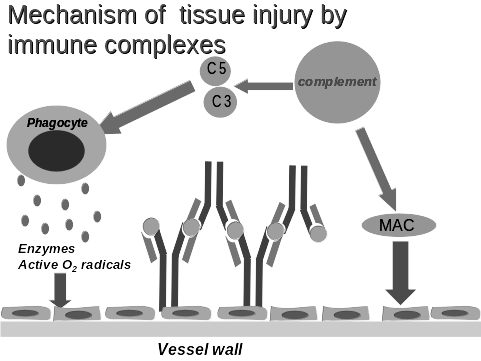 Mechanism of tissue injury by
immune complexes
C5
complement
C3
Phagocyte
MAC
Enzymes
Active O2 radicals
Vessel wall